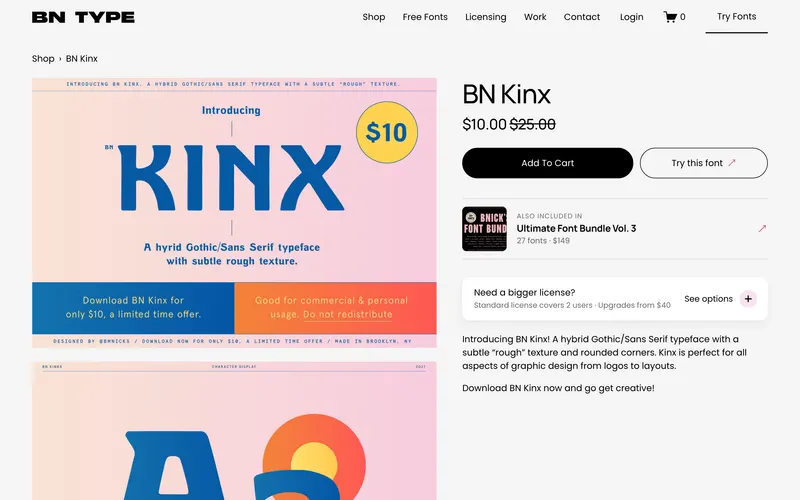 BN TYPE
Shop Free Fonts Licensing Work Contact Login 0 Try Fonts
Shop › BN Kinx
INTRODUCING BN KINX. A HYBRID GOTHIC/SANS SERIF TYPEFACE WITH A SUBTLE “ROUGH” TEXTURE.
Introducing
$10
BN
KINX
A hyrid Gothic/Sans Serif typeface
with subtle rough texture.
Download BN Kinx for
only $10, a limited time offer.
Good for commercial & personal
usage. Do not redistribute
DESIGNED BY @BMNICKS / DOWNLOAD NOW FOR ONLY $10, A LIMITED TIME OFFER / MADE IN BROOKLYN, NY
BN KINKS
CHARACTER DISPLAY
2021
BN Kinx
$10.00 $25.00
Add To Cart
Try this font ↗
BNICK'S
FONT BUND
ALSO INCLUDED IN
Ultimate Font Bundle Vol. 3
27 fonts · $149
↗
Need a bigger license?
Standard license covers 2 users · Upgrades from $40
See options +
Introducing BN Kinx! A hybrid Gothic/Sans Serif typeface with a
subtle “rough” texture and rounded corners. Kinx is perfect for all
aspects of graphic design from logos to layouts.
Download BN Kinx now and go get creative!